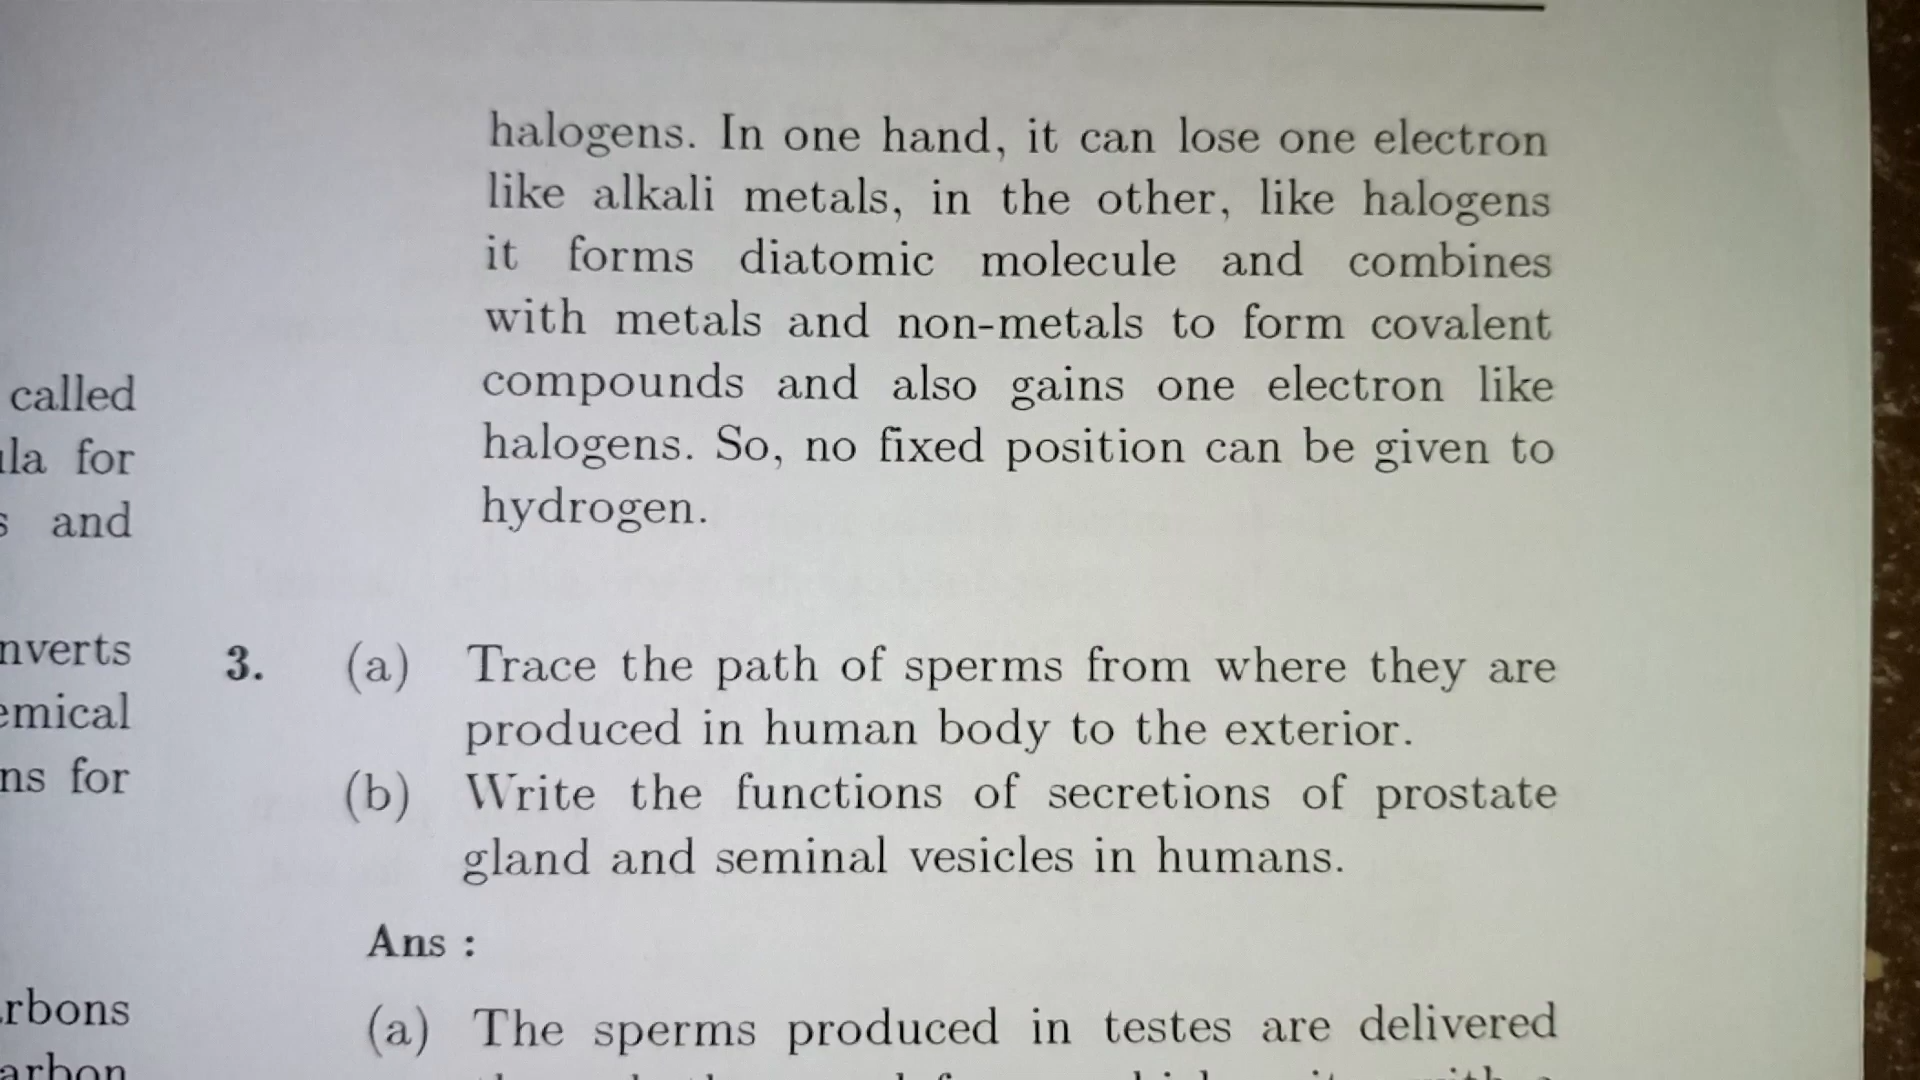 halogens. In one hand, it can lose one electron
like alkali metals, in the other, like halogens
it forms diatomic molecule and combines
with metals and non-metals to form covalent
compounds and also gains one electron like
halogens. So, no fixed position can be given to
hydrogen.
called
for
and
3. (a) Trace the path of sperms from where they are
produced in human body to the exterior.
(b) Write the functions of secretions of prostate
gland and seminal vesicles in humans.
for
Ans :
(a) The sperms produced in testes are delivered